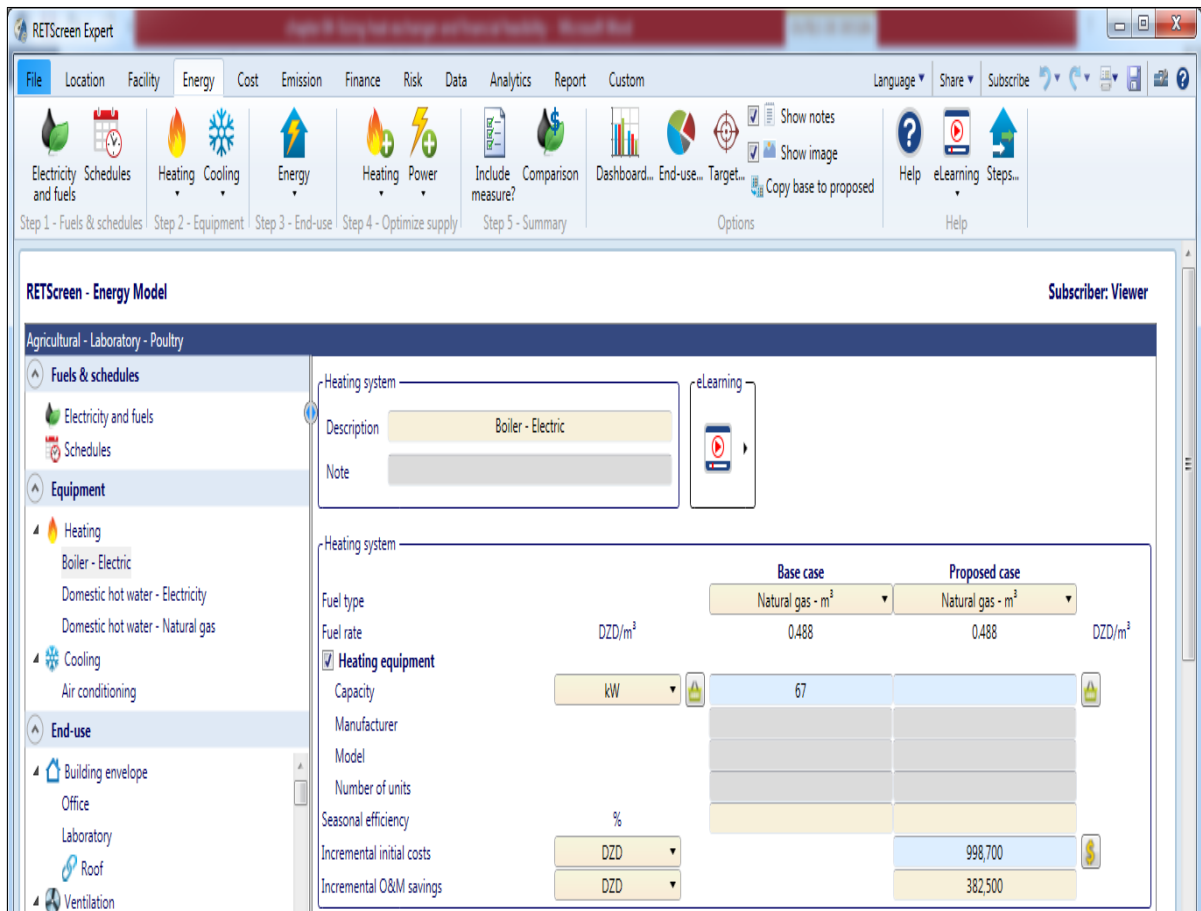 RETScreen Expert
File Location Facility Energy Cost Emission Finance Risk Data Analytics Report Custom Language Share Subscribe
Electricity and fuels Schedules Heating Cooling Energy Heating Power Include measure? Comparison Dashboard... End-use... Target... Show notes Help eLearning Steps...
Show image
Copy base to proposed
Step 1 - Fuels & schedules Step 2 - Equipment Step 3 - End-use Step 4 - Optimize supply Step 5 - Summary Options Help
RETScreen - Energy Model Subscriber: Viewer
Agricultural - Laboratory - Poultry
Fuels & schedules
Electricity and fuels
Schedules
Equipment
Heating
Boiler - Electric
Domestic hot water - Electricity
Domestic hot water - Natural gas
Cooling
Air conditioning
End-use
Building envelope
Office
Laboratory
Roof
Ventilation
Heating system
Description Boiler - Electric
Note
eLearning
Heating system
Base case Proposed case
Fuel type Natural gas - m³ Natural gas - m³
Fuel rate DZD/m³ 0.488 0.488 DZD/m³
Heating equipment
Capacity kW 67
Manufacturer
Model
Number of units
Seasonal efficiency %
Incremental initial costs DZD 998,700 $
Incremental O&M savings DZD 382,500